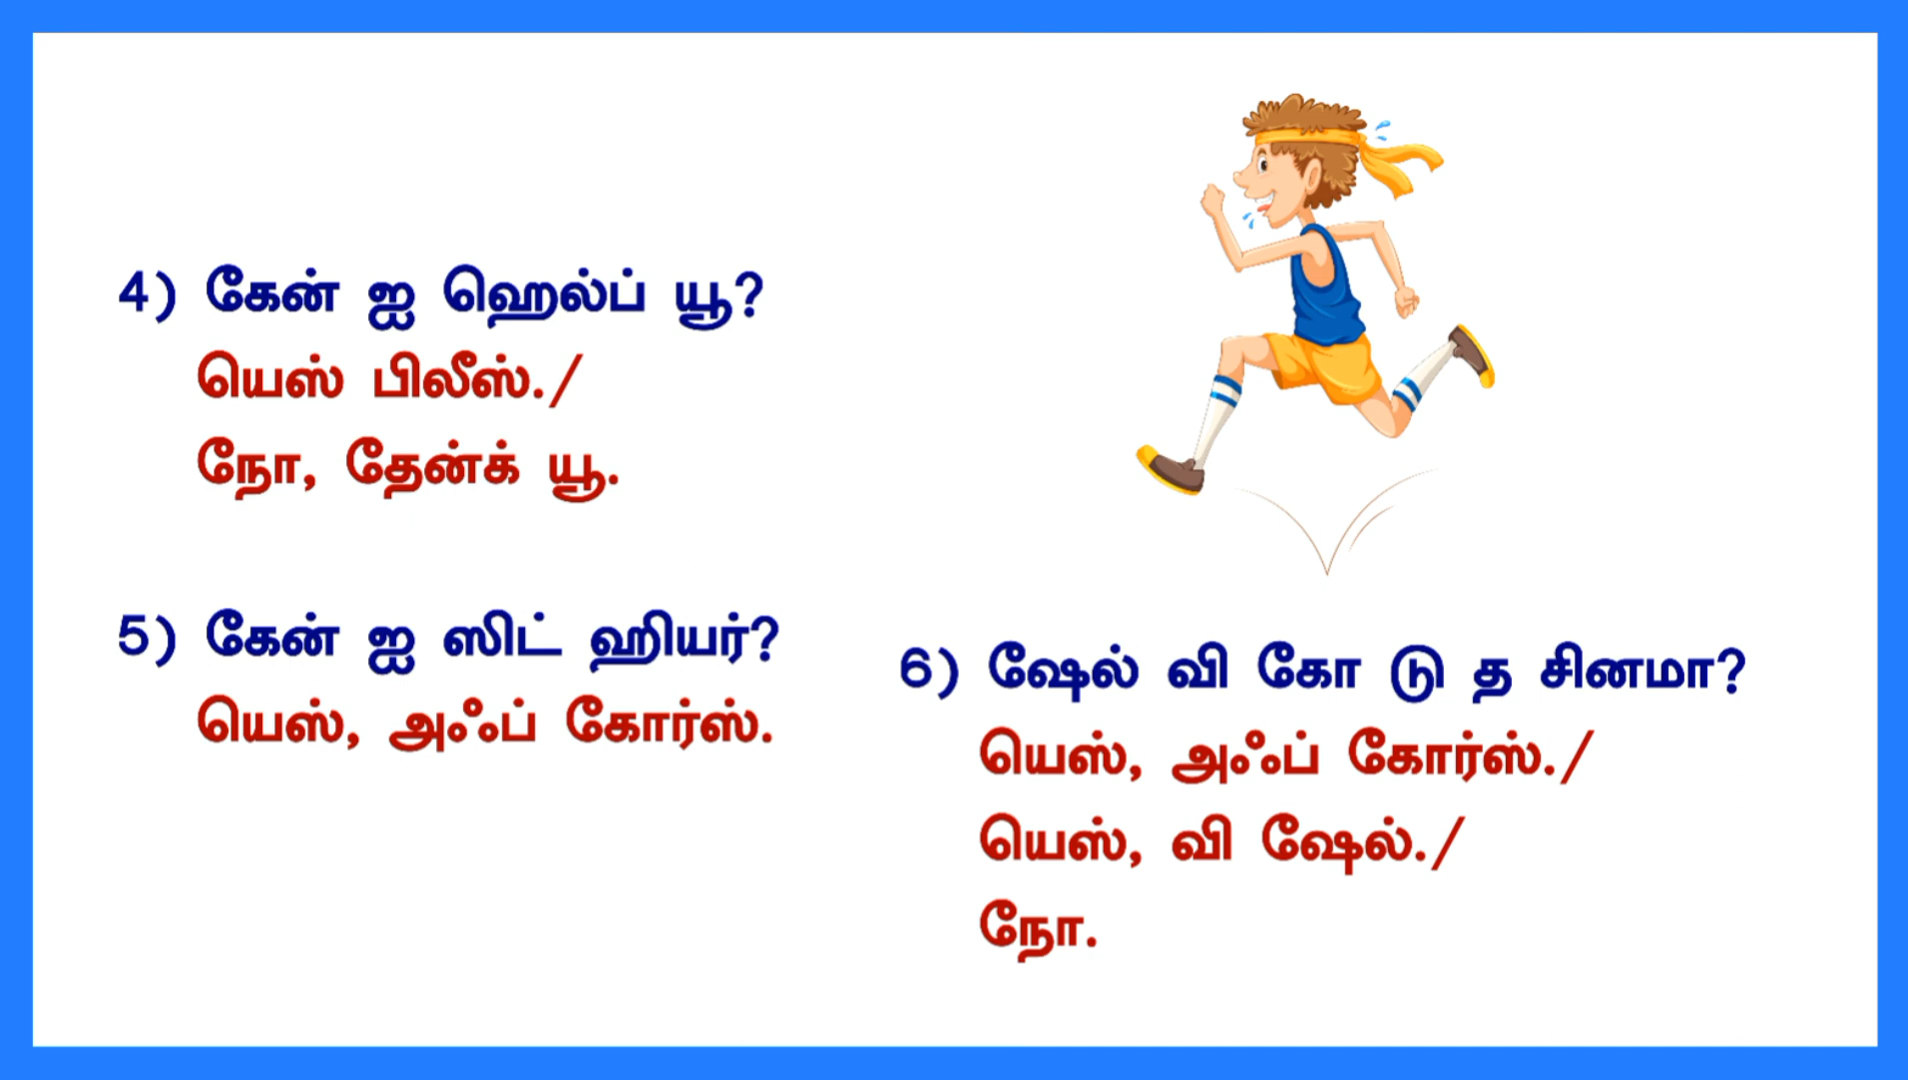 4) கேன் ஐ ஹெல்ப் யூ?
யெஸ் பிலீஸ்./
நோ, தேன்க் யூ.
5) கேன் ஐ ஸிட் ஹியர்?
யெஸ், அஃப் கோர்ஸ்.
6) ஷேல் வி கோ டு த சினமா?
யெஸ், அஃப் கோர்ஸ்./
யெஸ், வி ஷேல்./
நோ.